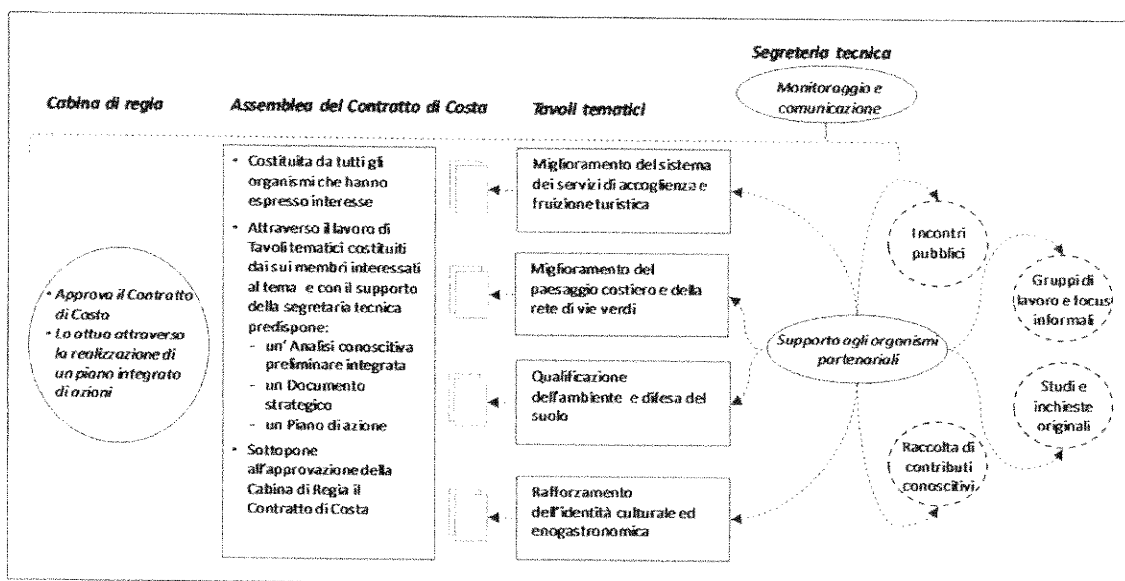 Segreteria tecnica
Cabina di regia
Assemblea del Contratto di Costa
Tavoli tematici
Monitoraggio e
comunicazione
• Approva il Contratto
di Costa
• Lo attua attraverso
la realizzazione di
un piano integrato
di azioni
• Costituita da tutti gli
organismi che hanno
espresso interesse
• Attraverso il lavoro di
Tavoli tematici costituiti
dai sui membri interessati
al tema e con il supporto
della segretaria tecnica
predispone:
– un' Analisi conoscitiva
preliminare integrata
– un Documento
strategico
– un Piano di azione
• Sottopone
all'approvazione della
Cabina di Regia il
Contratto di Costa
Miglioramento del sistema
dei servizi di accoglienza e
fruizione turistica
Miglioramento del
paesaggio costiero e della
rete di vie verdi
Qualificazione
dell'ambiente e difesa del
suolo
Rafforzamento
dell'identità culturale ed
enogastronomica
Supporto agli organismi
partenariali
Incontri
pubblici
Gruppi di
lavoro e focus
informali
Studi e
inchieste
originali
Raccolta di
contributi
conoscitivi